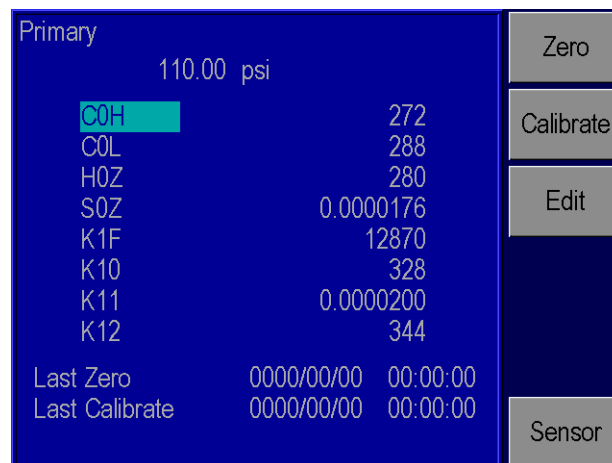 Primary
110.00 psi
C0H 272
C0L 288
H0Z 280
S0Z 0.0000176
K1F 12870
K10 328
K11 0.0000200
K12 344
Last Zero 0000/00/00 00:00:00
Last Calibrate 0000/00/00 00:00:00
Zero
Calibrate
Edit
Sensor